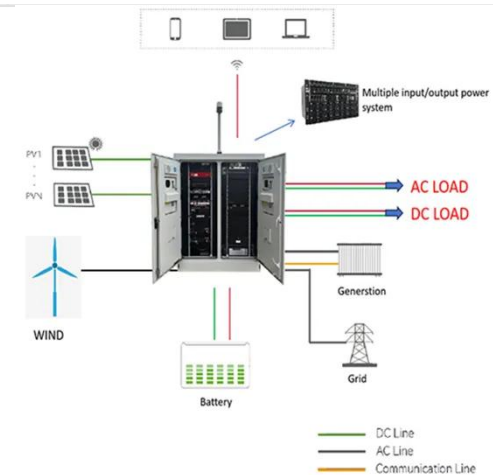 Multiple input/output power
system
PV1
PVN
AC LOAD
DC LOAD
WIND
Generstion
Grid
Battery
DC Line
AC Line
Communication Line